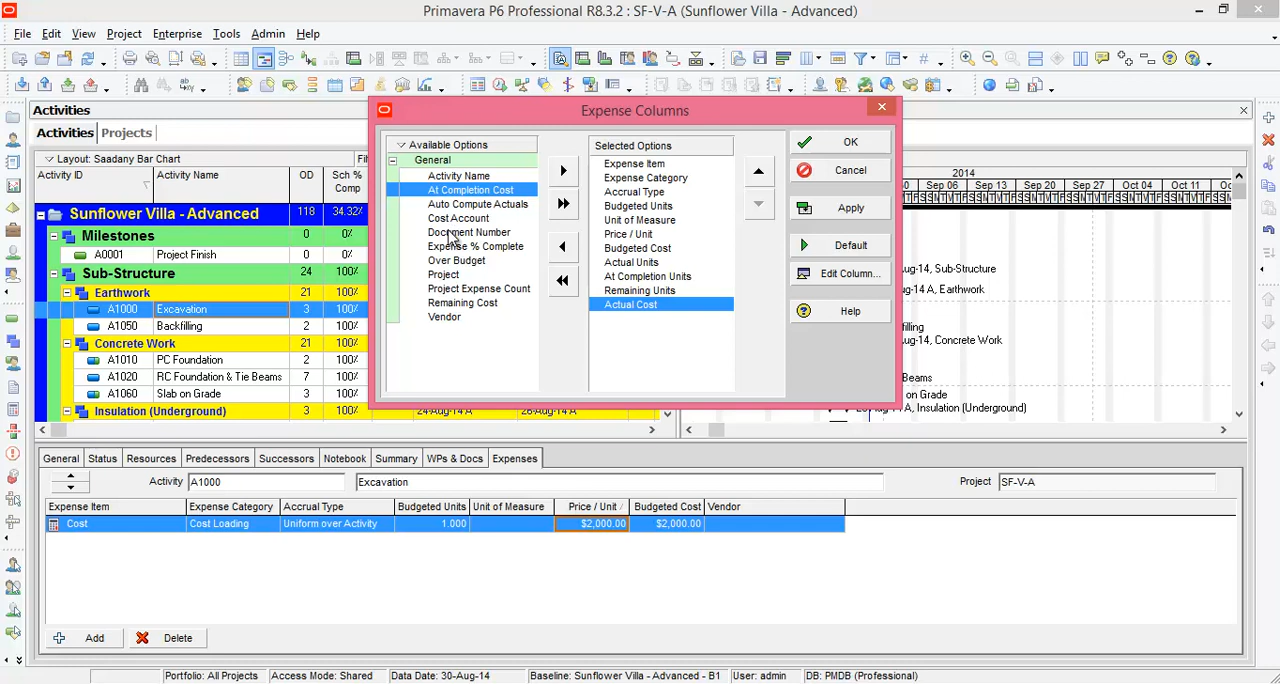 Primavera P6 Professional R8.3.2 : SF-V-A (Sunflower Villa - Advanced)
File Edit View Project Enterprise Tools Admin Help
Activities
Activities Projects
Layout: Saadany Bar Chart
Activity ID Activity Name OD Sch % Comp
Sunflower Villa - Advanced 118 34.32%
Milestones 0 0%
A0001 Project Finish 0 0%
Sub-Structure 24 100%
Earthwork 21 100%
A1000 Excavation 3 100%
A1050 Backfilling 2 100%
Concrete Work 21 100%
A1010 PC Foundation 2 100%
A1020 RC Foundation & Tie Beams 7 100%
A1060 Slab on Grade 3 100%
Insulation (Underground) 3 100% 24-Aug-14 A 26-Aug-14 A
2014
Sep 06 Sep 13 Sep 20 Sep 27 Oct 04 Oct 11 Oct
ug-14, Sub-Structure
ug-14, Earthwork
filling
ug-14, Concrete Work
Beams
n Grade
A, Insulation (Underground)
Expense Columns
Available Options
General
Activity Name
At Completion Cost
Auto Compute Actuals
Cost Account
Document Number
Expense % Complete
Over Budget
Project
Project Expense Count
Remaining Cost
Vendor
Selected Options
Expense Item
Expense Category
Accrual Type
Budgeted Units
Unit of Measure
Price / Unit
Budgeted Cost
Actual Units
At Completion Units
Remaining Units
Actual Cost
OK
Cancel
Apply
Default
Edit Column...
Help
General Status Resources Predecessors Successors Notebook Summary WPs & Docs Expenses
Activity A1000 Excavation Project SF-V-A
Expense Item Expense Category Accrual Type Budgeted Units Unit of Measure Price / Unit Budgeted Cost Vendor
Cost Cost Loading Uniform over Activity 1.000 $2,000.00 $2,000.00
Add Delete
Portfolio: All Projects Access Mode: Shared Data Date: 30-Aug-14 Baseline: Sunflower Villa - Advanced - B1 User: admin DB: PMDB (Professional)